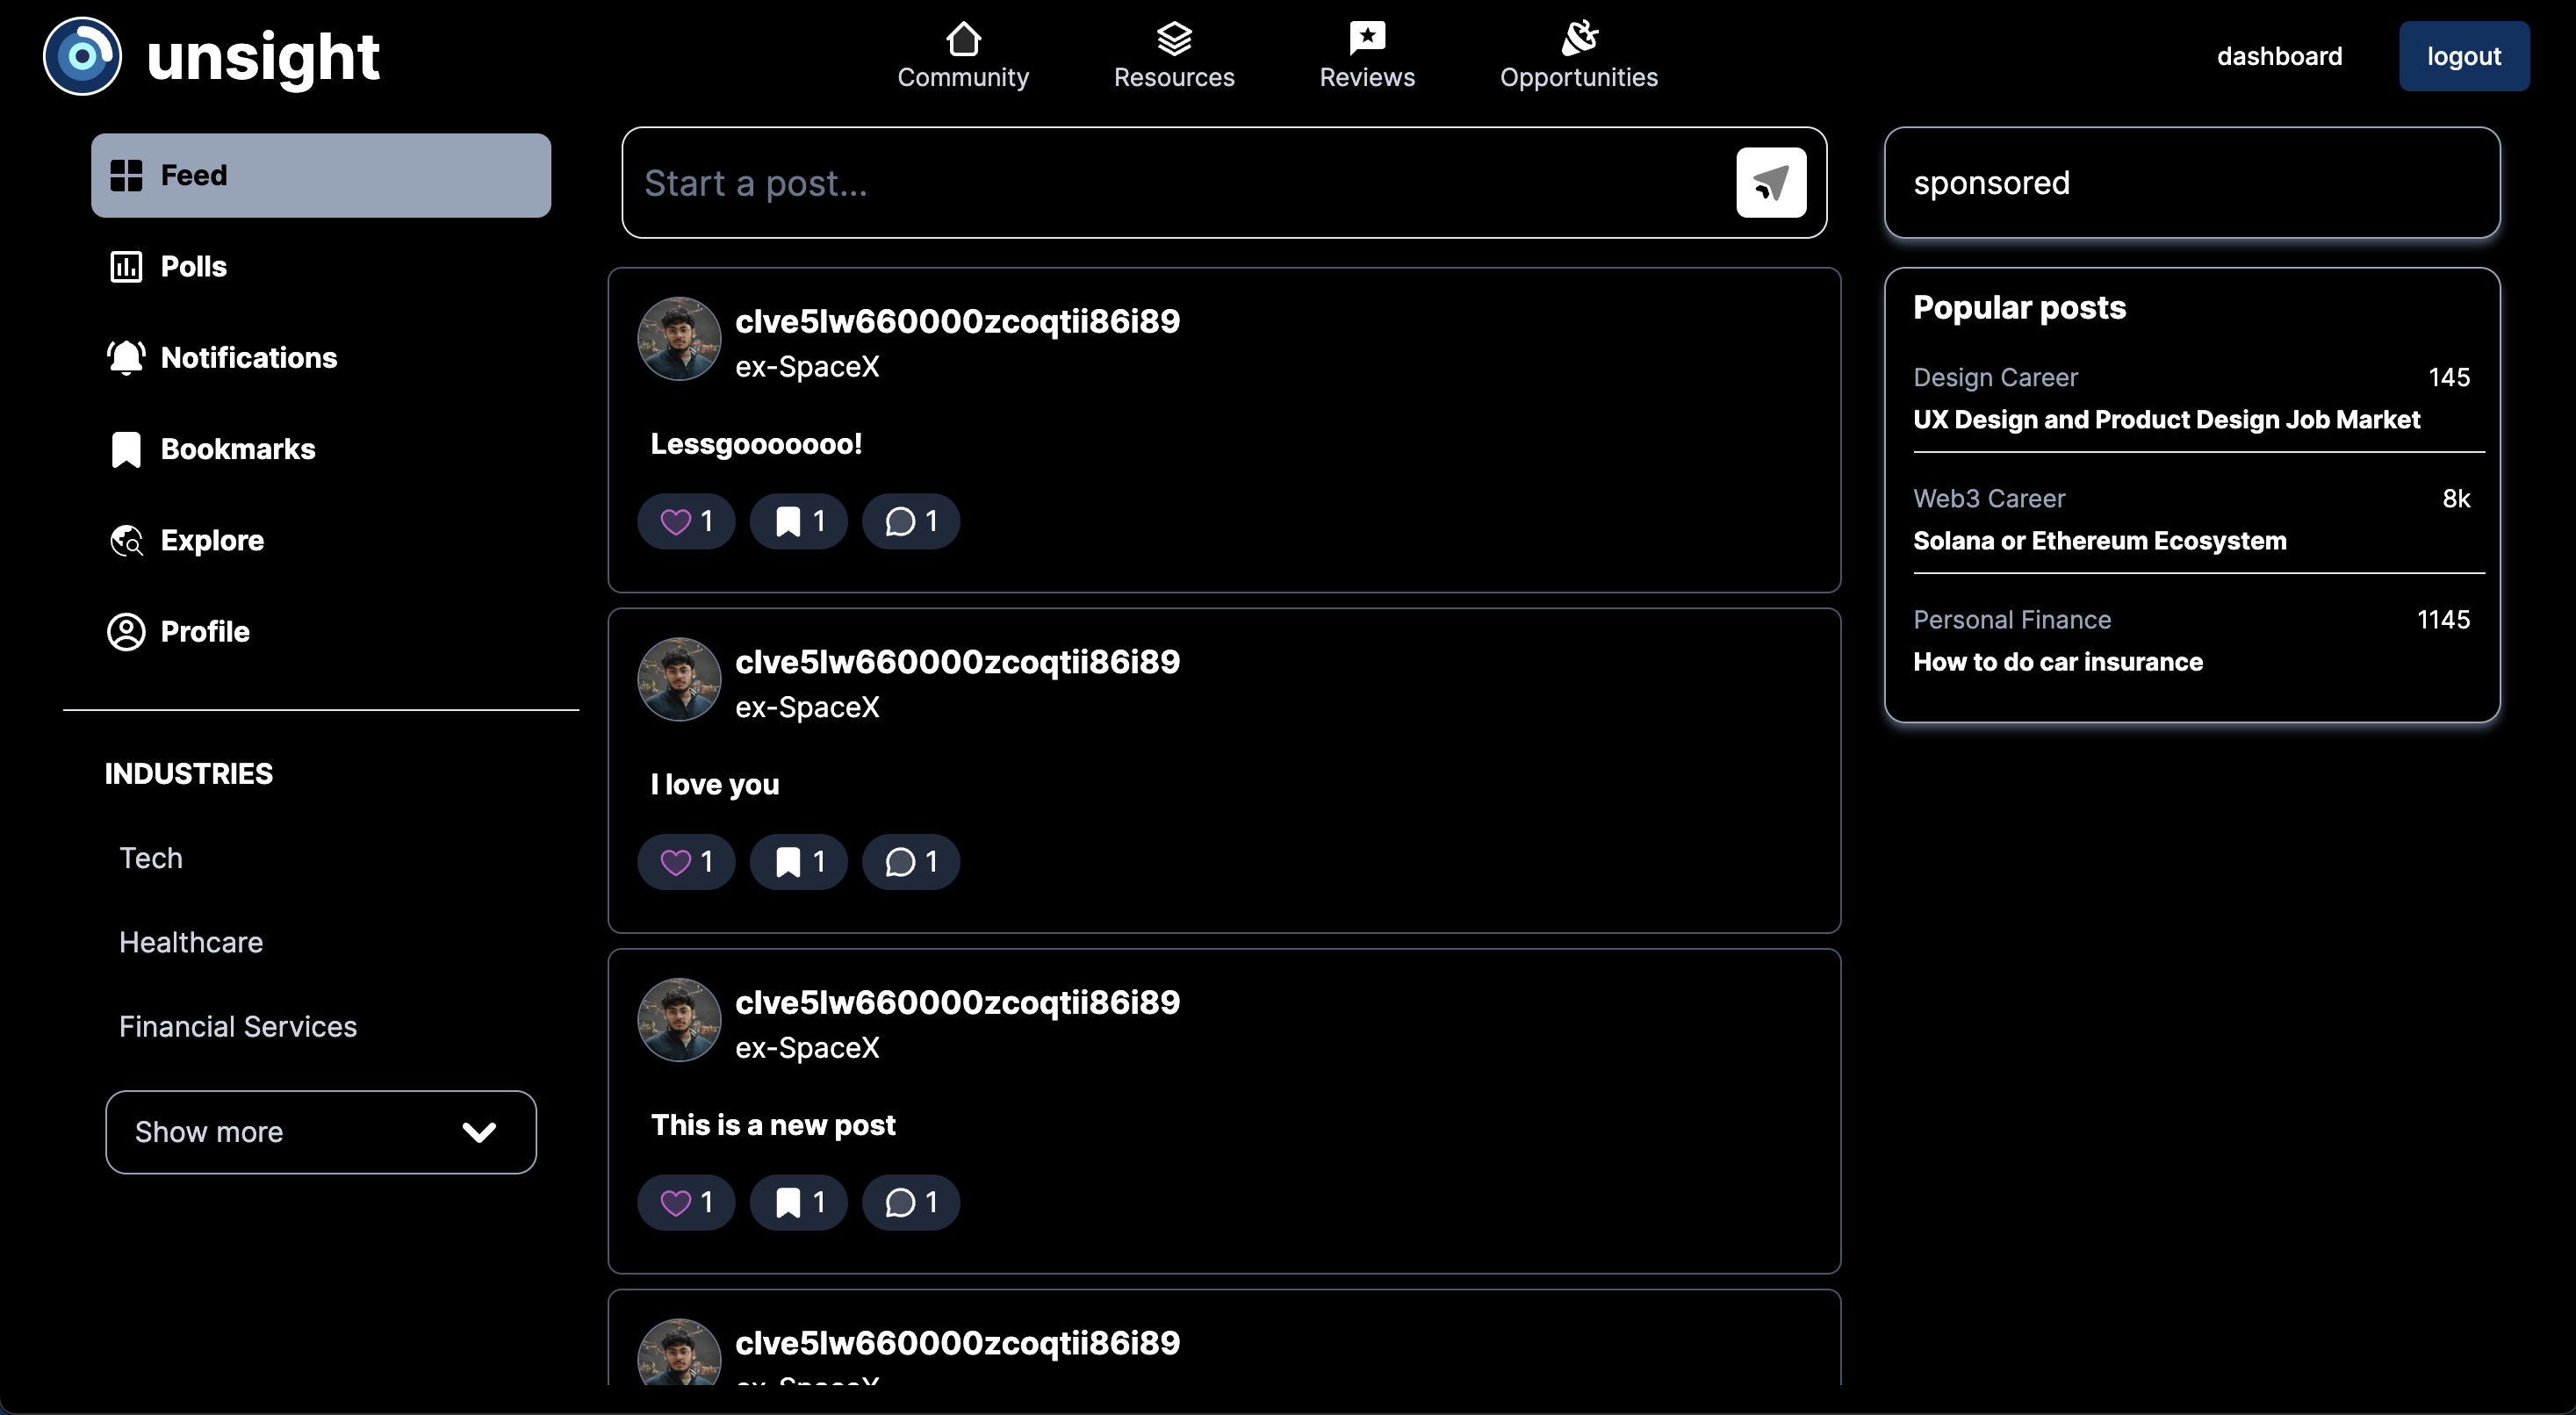 unsight
Community
Resources
Reviews
Opportunities
dashboard
logout
Feed
Polls
Notifications
Bookmarks
Explore
Profile
INDUSTRIES
Tech
Healthcare
Financial Services
Show more
Start a post...
clve5lw660000zcoqtii86i89
ex-SpaceX
Lessgooooooo!
1 1 1
clve5lw660000zcoqtii86i89
ex-SpaceX
I love you
1 1 1
clve5lw660000zcoqtii86i89
ex-SpaceX
This is a new post
1 1 1
clve5lw660000zcoqtii86i89
ex-SpaceX
sponsored
Popular posts
Design Career 145
UX Design and Product Design Job Market
Web3 Career 8k
Solana or Ethereum Ecosystem
Personal Finance 1145
How to do car insurance